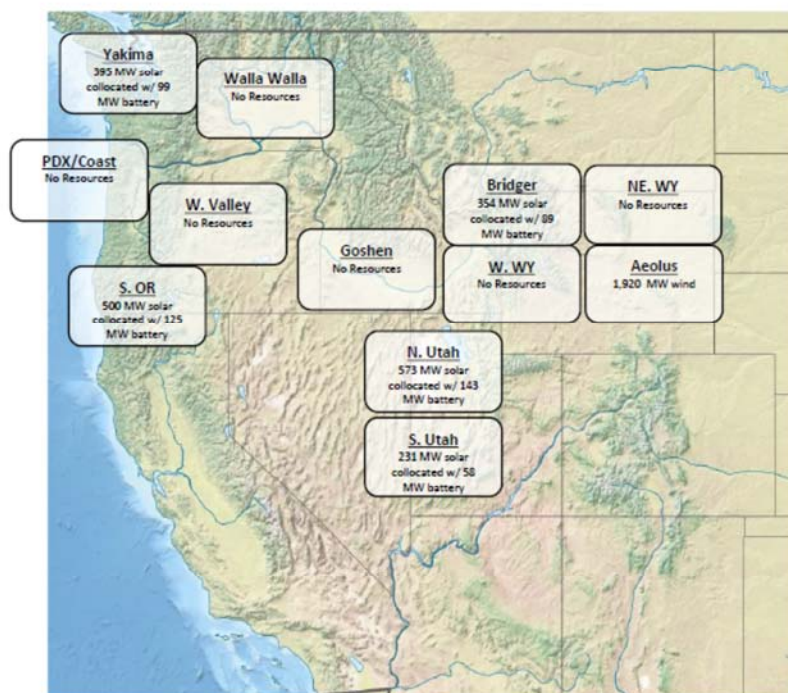 Yakima
395 MW solar
collocated w/ 99
MW battery
Walla Walla
No Resources
PDX/Coast
No Resources
W. Valley
No Resources
Bridger
354 MW solar
collocated w/ 89
MW battery
NE. WY
No Resources
Goshen
No Resources
W. WY
No Resources
Aeolus
1,920 MW wind
S. OR
500 MW solar
collocated w/ 125
MW battery
N. Utah
573 MW solar
collocated w/ 143
MW battery
S. Utah
231 MW solar
collocated w/ 58
MW battery